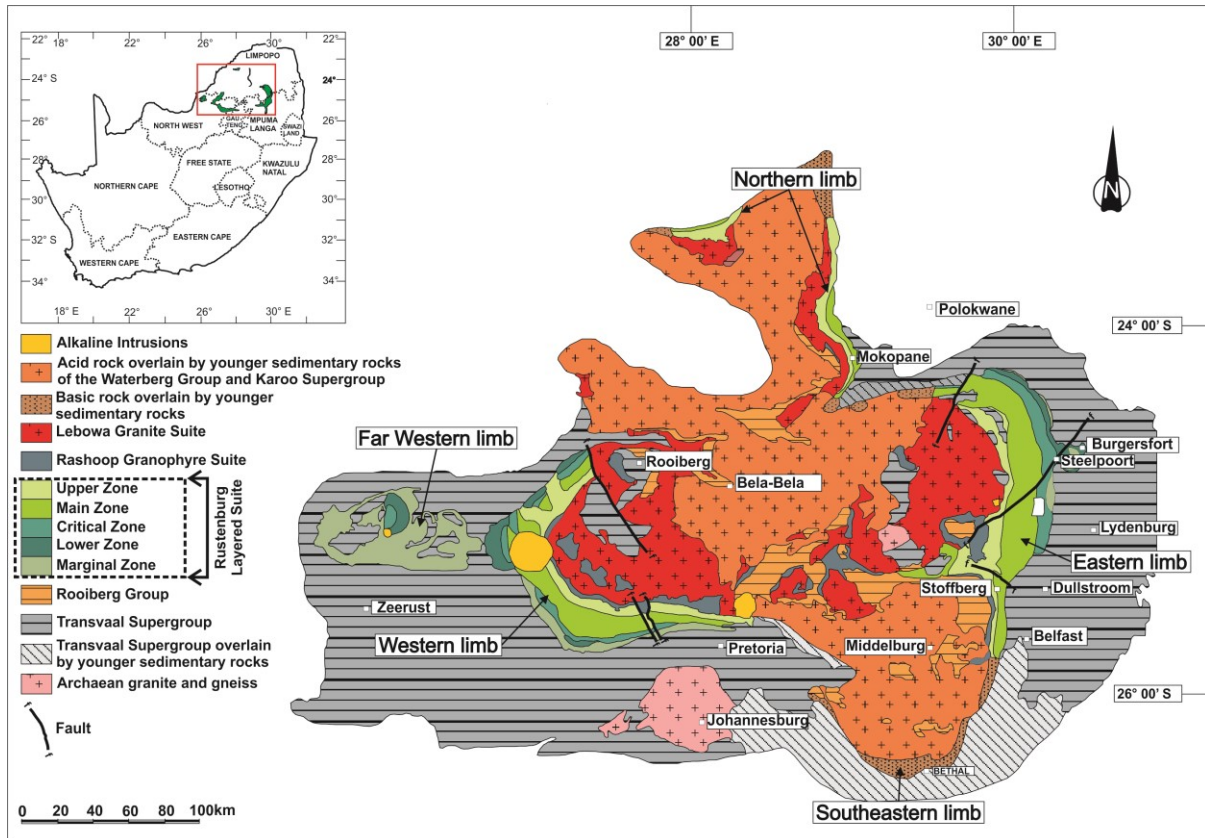 28° 00' E
30° 00' E
18°
22°
26°
30°
22°
24° S
26°
28°
30°
32° S
34°
22°
24°
26°
28°
30°
32°
34°
18° E
22°
26°
30°
LIMPOPO
NORTH WEST
GAU
TENG
MPUMA
LANGA
SWAZI
LAND
FREE STATE
KWAZULU
NATAL
LESOTHO
NORTHERN CAPE
EASTERN CAPE
WESTERN CAPE
N
Northern limb
Polokwane
24° 00' S
Mokopane
Alkaline Intrusions
Acid rock overlain by younger sedimentary rocks
of the Waterberg Group and Karoo Supergroup
Basic rock overlain by younger
sedimentary rocks
Lebowa Granite Suite
Rashoop Granophyre Suite
Upper Zone
Main Zone
Critical Zone
Lower Zone
Marginal Zone
Rustenburg
Layered Suite
Rooiberg Group
Transvaal Supergroup
Transvaal Supergroup overlain
by younger sedimentary rocks
Archaean granite and gneiss
Fault
0 20 40 60 80 100km
Far Western limb
Rooiberg
Bela-Bela
Burgersfort
Steelpoort
Lydenburg
Eastern limb
Stoffberg
Dullstroom
Zeerust
Western limb
Pretoria
Middelburg
Belfast
26° 00' S
Johannesburg
BETHAL
Southeastern limb